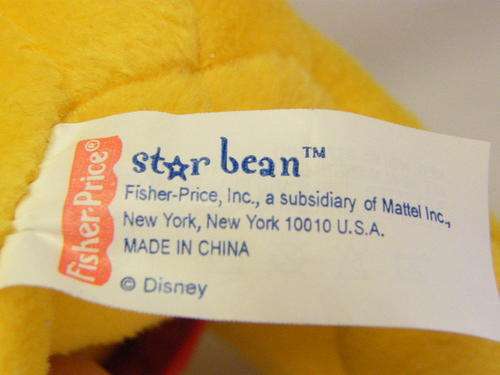 Fisher-Price®
star bean™
Fisher-Price, Inc., a subsidiary of Mattel Inc.,
New York, New York 10010 U.S.A.
MADE IN CHINA
© Disney